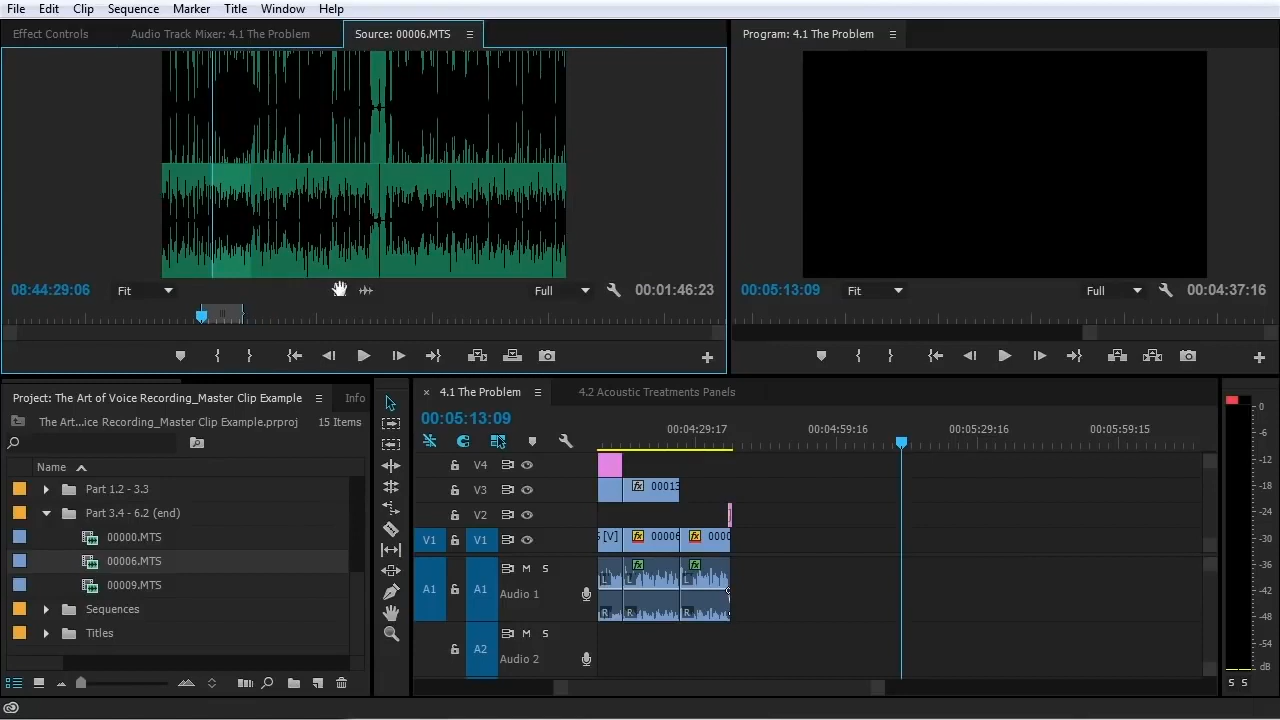 File Edit Clip Sequence Marker Title Window Help
Effect Controls Audio Track Mixer: 4.1 The Problem Source: 00006.MTS
Program: 4.1 The Problem
08:44:29:06 Fit Full 00:01:46:23
00:05:13:09 Fit Full 00:04:37:16
Project: The Art of Voice Recording_Master Clip Example Info
The Art...ice Recording_Master Clip Example.prproj 15 Items
Name
Part 1.2 - 3.3
Part 3.4 - 6.2 (end)
00000.MTS
00006.MTS
00009.MTS
Sequences
Titles
× 4.1 The Problem 4.2 Acoustic Treatments Panels
00:05:13:09
00:04:29:17 00:04:59:16 00:05:29:16 00:05:59:15
V4
V3 fx 00013
V2
V1 V1 [V] fx 00006 fx 0000
A1 A1 M S Audio 1
L L
R R R
A2 M S Audio 2
0
-6
-12
-18
-24
-30
-36
-42
-48
-54
dB
S S